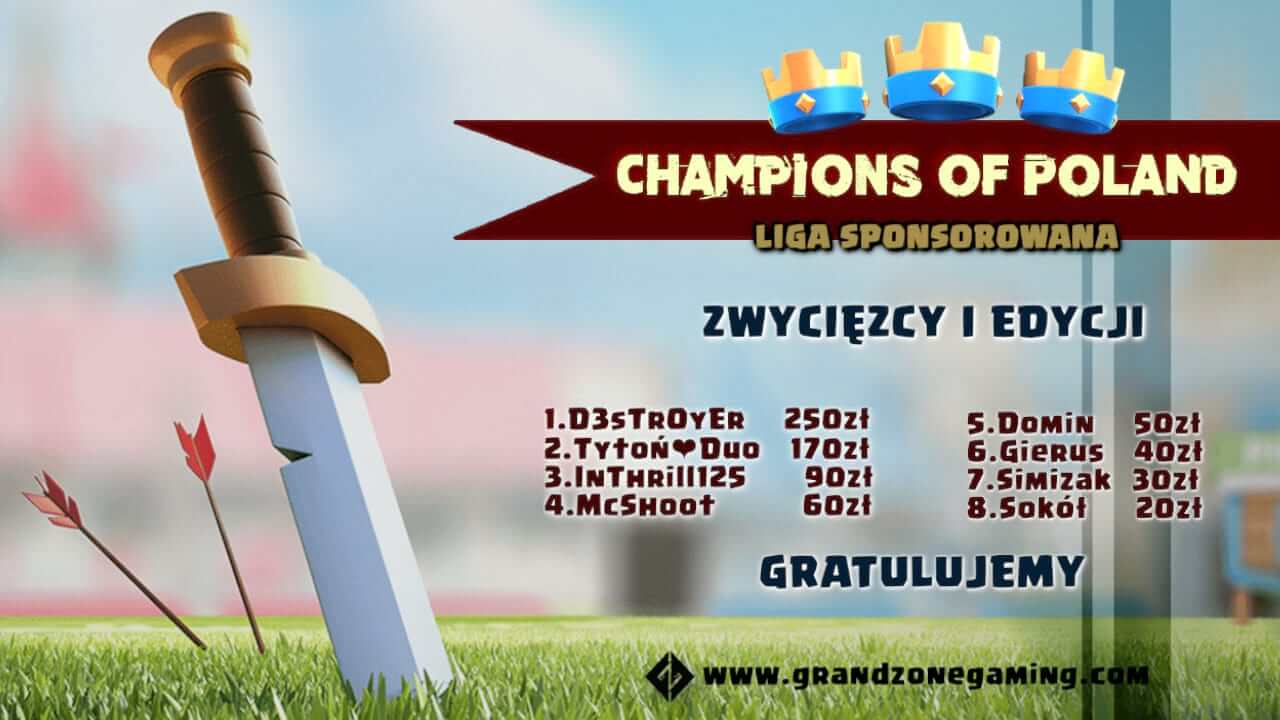 CHAMPIONS OF POLAND
LIGA SPONSOROWANA
ZWYCIĘZCY I EDYCJI
1.D3sTrOyEr 250zł
2.Tytoń❤Duo 170zł
3.InThrill125 90zł
4.McShoot 60zł
5.Domin 50zł
6.Gierus 40zł
7.Simizak 30zł
8.Sokół 20zł
GRATULUJEMY
www.grandzonegaming.com